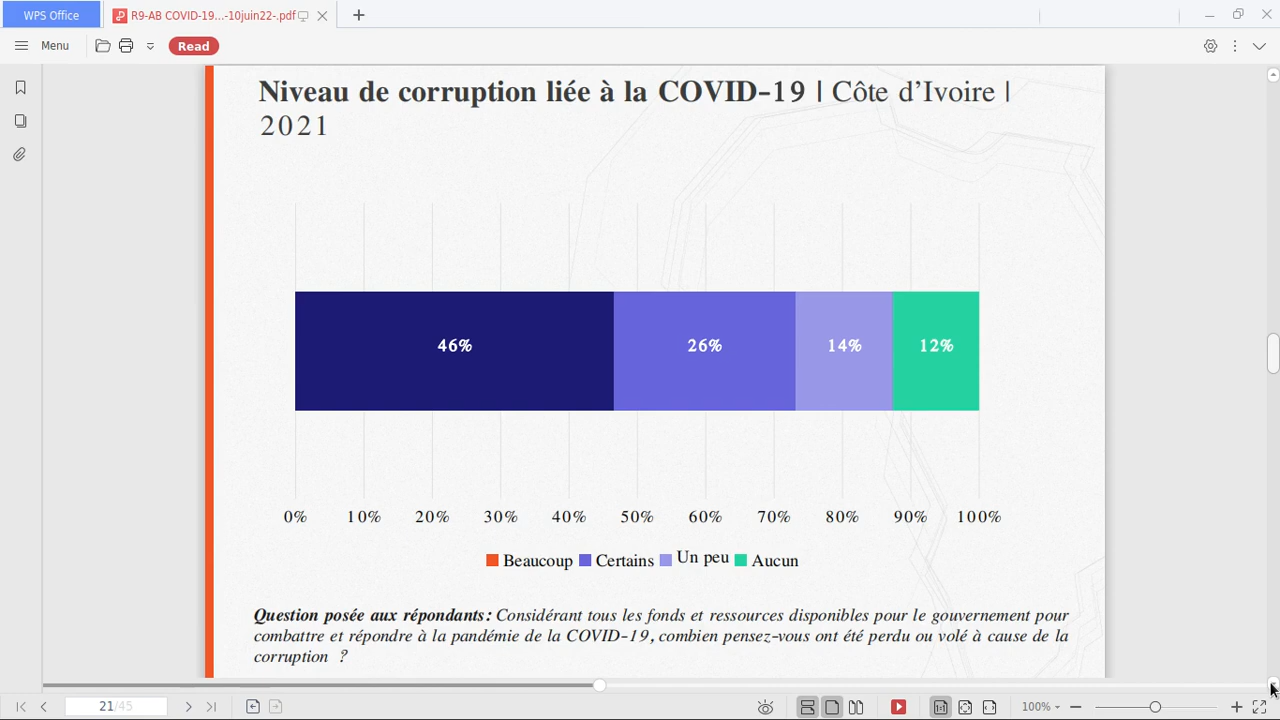 WPS Office
R9-AB COVID-19...-10juin22-.pdf
Menu
Read
Niveau de corruption liée à la COVID-19 | Côte d'Ivoire |
2021
46% 26% 14% 12%
0% 10% 20% 30% 40% 50% 60% 70% 80% 90% 100%
Beaucoup Certains Un peu Aucun
Question posée aux répondants: Considérant tous les fonds et ressources disponibles pour le gouvernement pour
combattre et répondre à la pandémie de la COVID-19, combien pensez-vous ont été perdu ou volé à cause de la
corruption ?
21/45
100%